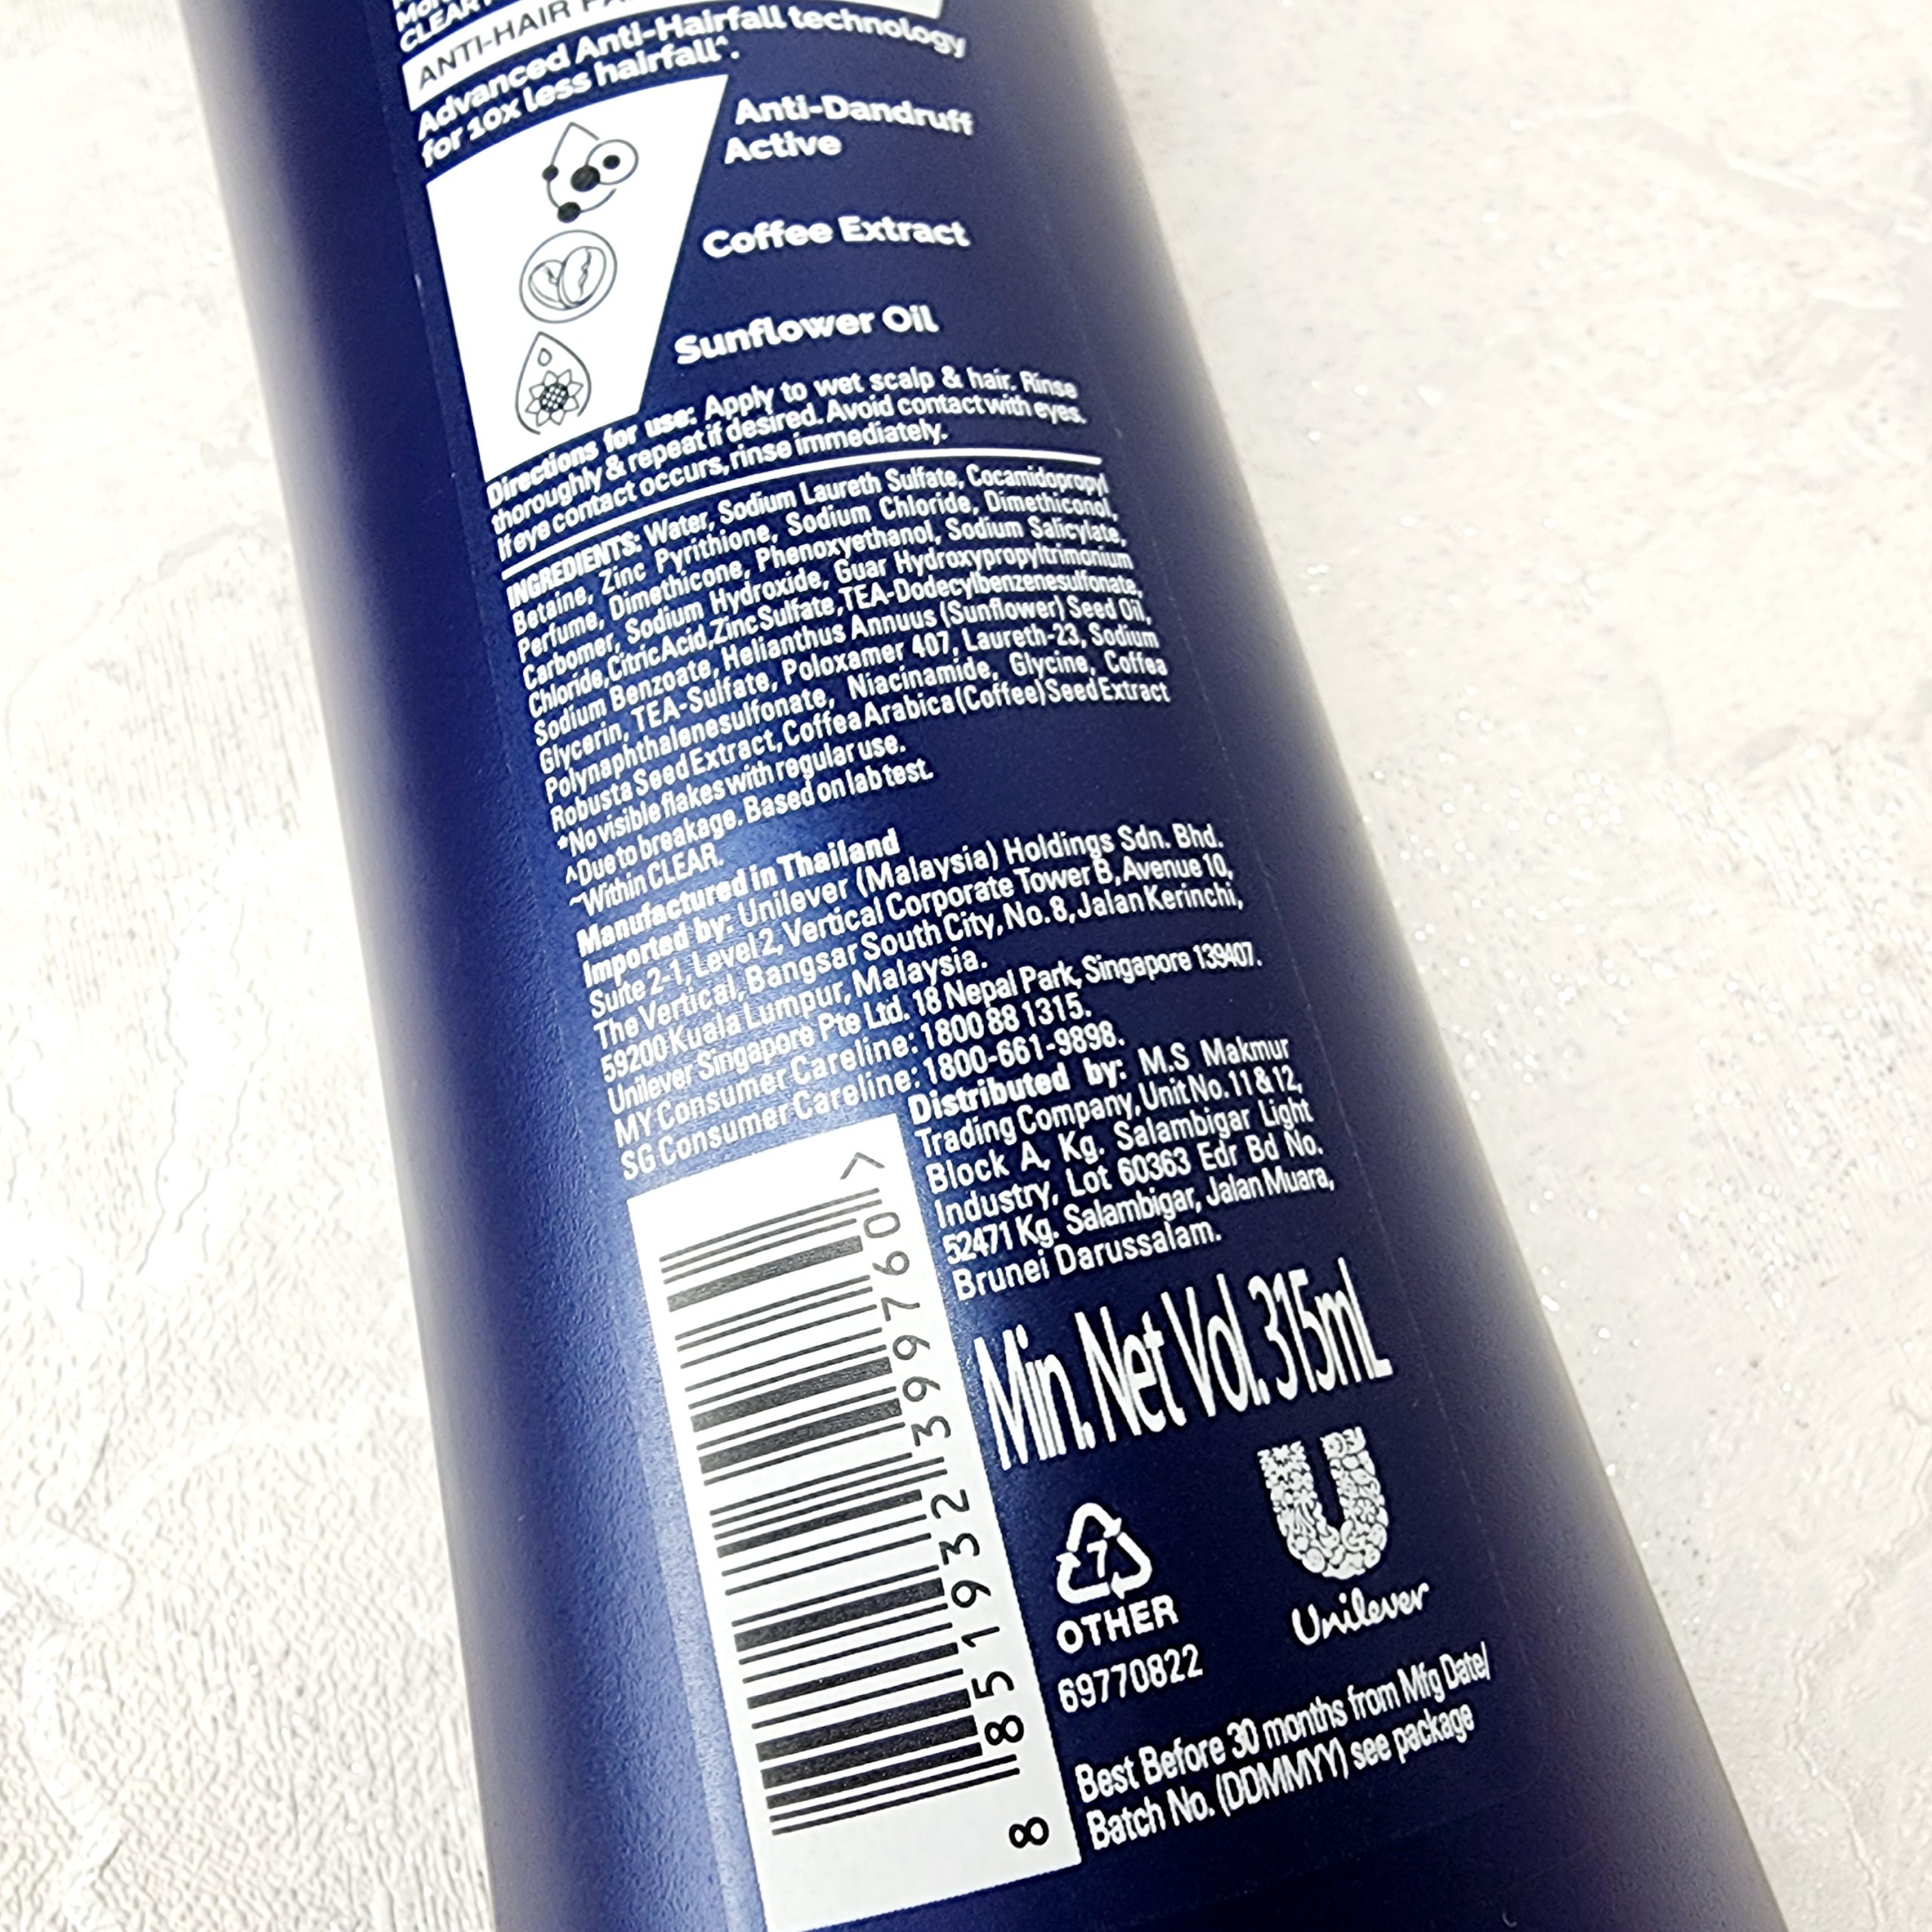 CLEAR
ANTI-HAIR
Advanced Anti-Hairfall technology
for 10x less hairfall^.
Anti-Dandruff
Active
Coffee Extract
Sunflower Oil
Directions for use: Apply to wet scalp & hair. Rinse
thoroughly & repeat if desired. Avoid contact with eyes.
If eye contact occurs, rinse immediately.
INGREDIENTS: Water, Sodium Laureth Sulfate, Cocamidopropyl
Betaine, Zinc Pyrithione, Sodium Chloride, Dimethiconol,
Perfume, Dimethicone, Phenoxyethanol, Sodium Salicylate,
Carbomer, Sodium Hydroxide, Guar Hydroxypropyltrimonium
Chloride, Citric Acid, Zinc Sulfate, TEA-Dodecylbenzenesulfonate,
Sodium Benzoate, Helianthus Annuus (Sunflower) Seed Oil,
Glycerin, TEA-Sulfate, Poloxamer 407, Laureth-23, Sodium
Polynaphthalenesulfonate, Niacinamide, Glycine, Coffea
Robusta Seed Extract, Coffea Arabica (Coffee) Seed Extract
*No visible flakes with regular use.
^Due to breakage. Based on lab test.
~Within CLEAR.
Manufactured in Thailand
Imported by: Unilever (Malaysia) Holdings Sdn. Bhd.
Suite 2-1, Level 2, Vertical Corporate Tower B, Avenue 10,
The Vertical, Bangsar South City, No. 8, Jalan Kerinchi,
59200 Kuala Lumpur, Malaysia.
Unilever Singapore Pte Ltd. 18 Nepal Park, Singapore 139407.
MY Consumer Careline: 1800 88 1315.
SG Consumer Careline: 1800-661-9898.
Distributed by: M.S Makmur
Trading Company, Unit No. 11 & 12,
Block A, Kg. Salambigar Light
Industry, Lot 60363 Edr Bd No.
52471 Kg. Salambigar, Jalan Muara,
Brunei Darussalam.
8 851932 399760 >
Min. Net Vol. 315mL
7
OTHER
69770822
Unilever
Best Before 30 months from Mfg Date/
Batch No. (DDMMYY) see package